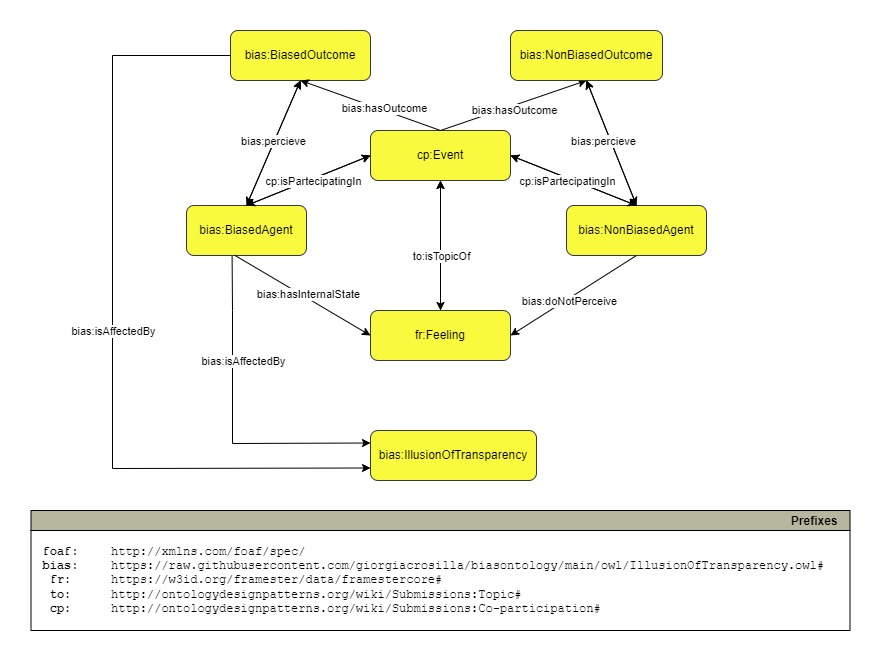 bias:BiasedOutcome
bias:NonBiasedOutcome
bias:hasOutcome
bias:hasOutcome
bias:percieve
bias:percieve
cp:Event
cp:isPartecipatingIn
cp:isPartecipatingIn
bias:BiasedAgent
bias:NonBiasedAgent
to:isTopicOf
bias:hasInternalState
bias:doNotPerceive
bias:isAffectedBy
fr:Feeling
bias:isAffectedBy
bias:IllusionOfTransparency
Prefixes
foaf: http://xmlns.com/foaf/spec/
bias: https://raw.githubusercontent.com/giorgiacrosilla/biasontology/main/owl/IllusionOfTransparency.owl#
fr: https://w3id.org/framester/data/framestercore#
to: http://ontologydesignpatterns.org/wiki/Submissions:Topic#
cp: http://ontologydesignpatterns.org/wiki/Submissions:Co-participation#